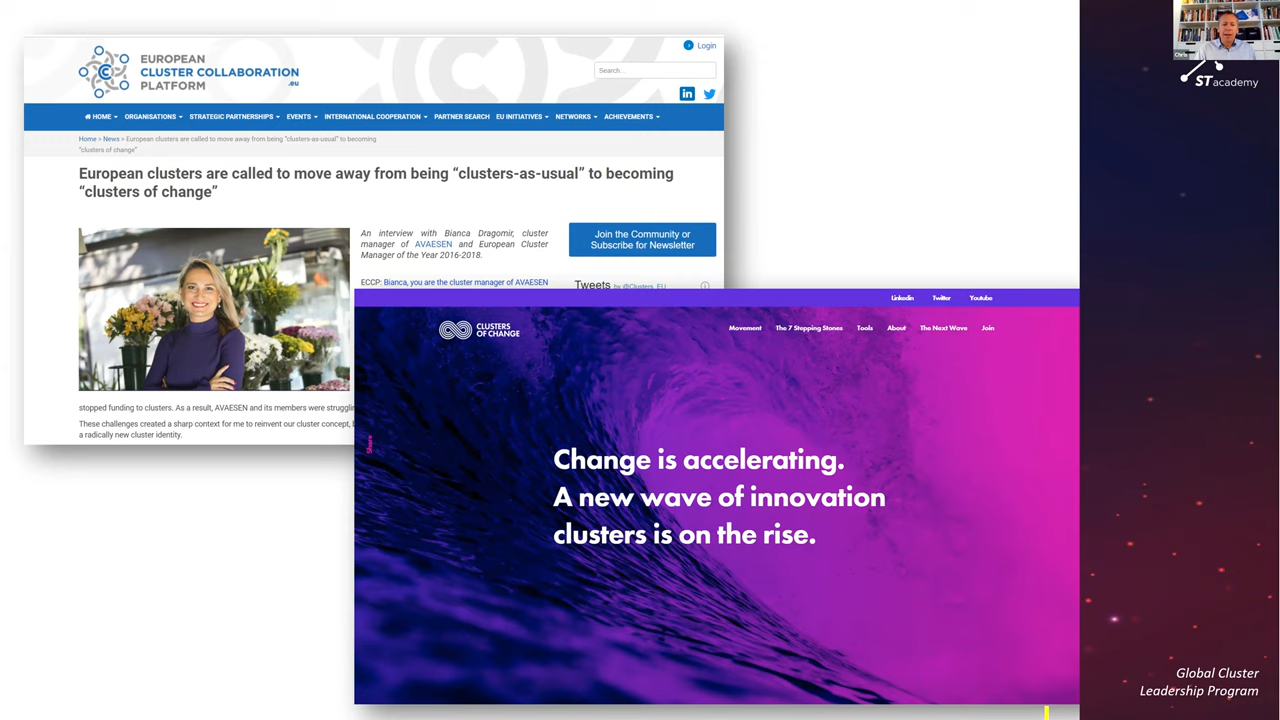 EUROPEAN
CLUSTER COLLABORATION
PLATFORM .eu
Login
Search...
HOME ORGANISATIONS STRATEGIC PARTNERSHIPS EVENTS INTERNATIONAL COOPERATION PARTNER SEARCH EU INITIATIVES NETWORKS ACHIEVEMENTS
Home > News > European clusters are called to move away from being "clusters-as-usual" to becoming
"clusters of change"
European clusters are called to move away from being “clusters-as-usual” to becoming
“clusters of change”
An interview with Bianca Dragomir, cluster
manager of AVAESEN and European Cluster
Manager of the Year 2016-2018.
ECCP: Bianca, you are the cluster manager of AVAESEN
Join the Community or
Subscribe for Newsletter
Tweets by @Clusters_EU
stopped funding to clusters. As a result, AVAESEN and its members were
These challenges created a sharp context for me to reinvent our cluster concept,
a radically new cluster identity.
Linkedin Twitter Youtube
CLUSTERS
OF CHANGE
Movement The 7 Stepping Stones Tools About The Next Wave Join
Share
Change is accelerating.
A new wave of innovation
clusters is on the rise.
Chris
ST academy
Global Cluster
Leadership Program